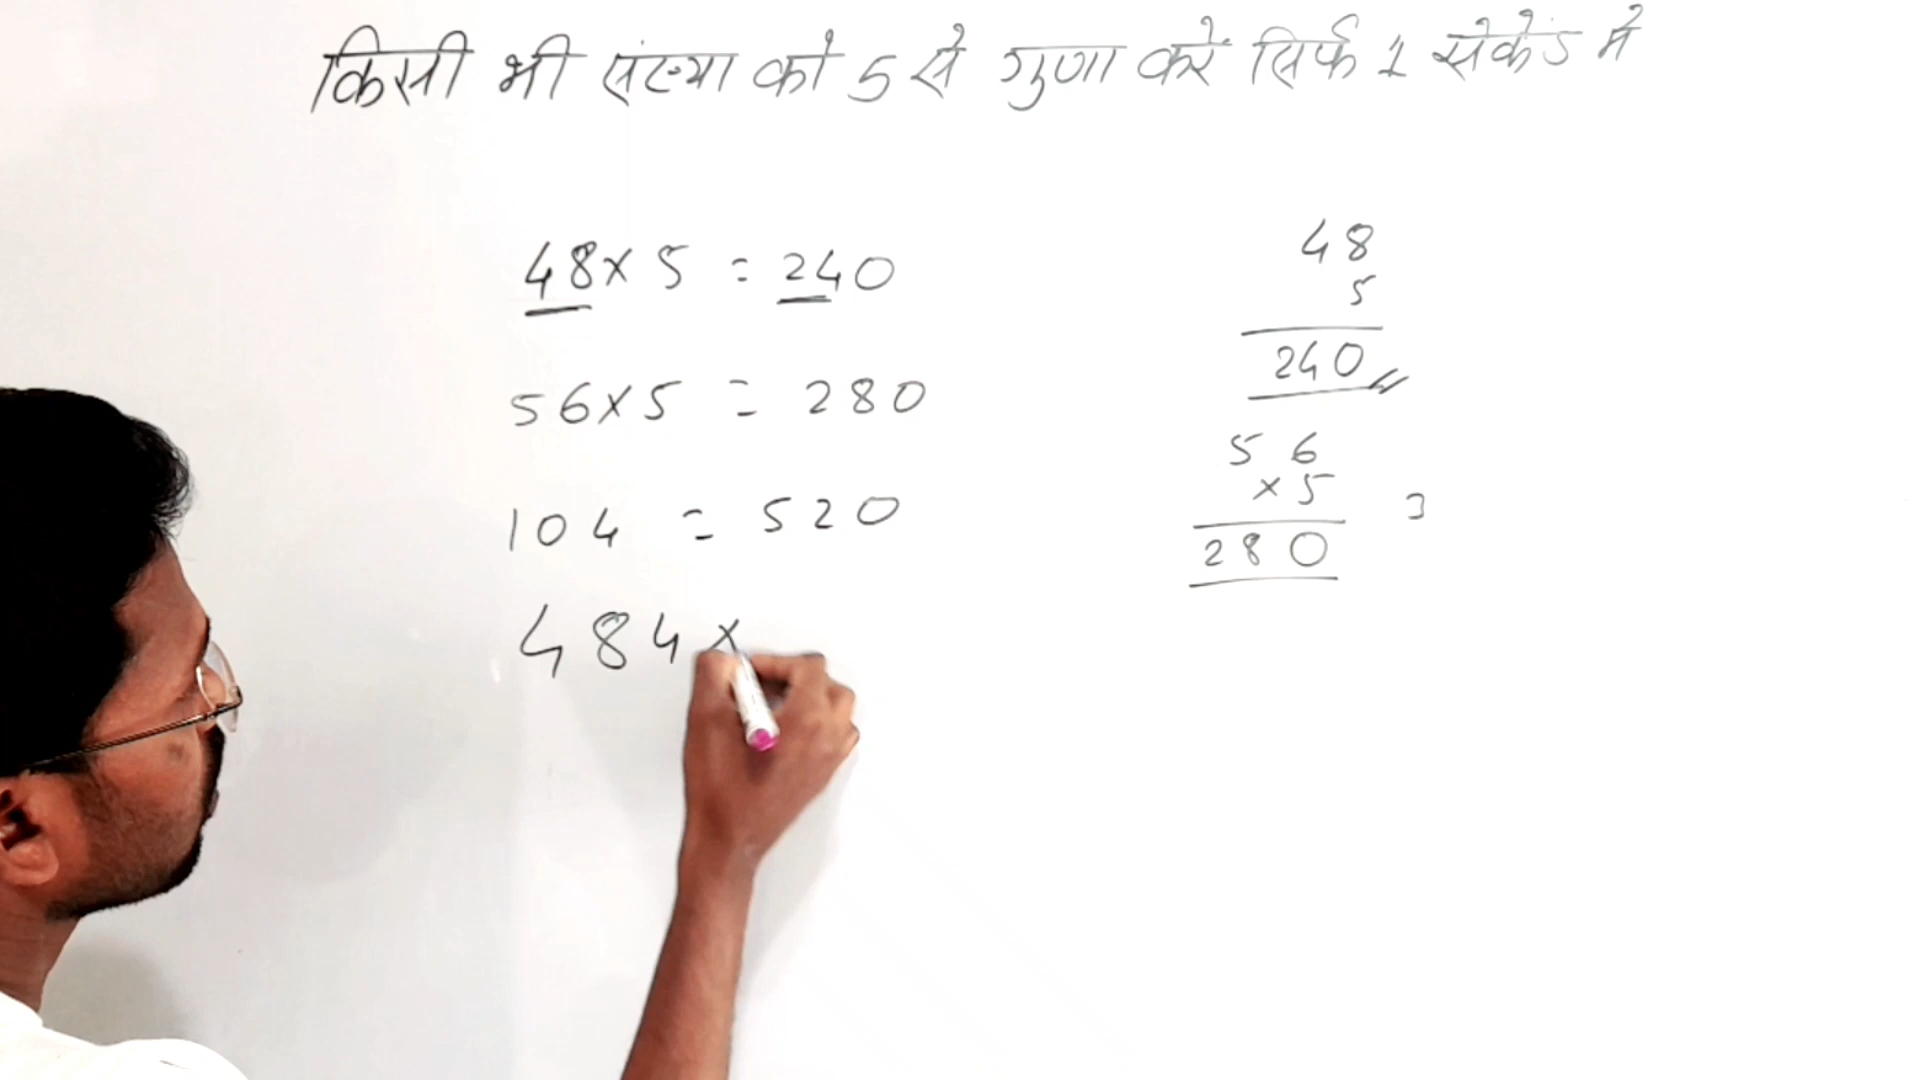 किसी भी संख्या को 5 से गुणा करें सिर्फ 1 सेकेंड में
48 × 5 = 240
56 × 5 = 280
104 = 520
484 ×
48
5
240
56
× 5
280